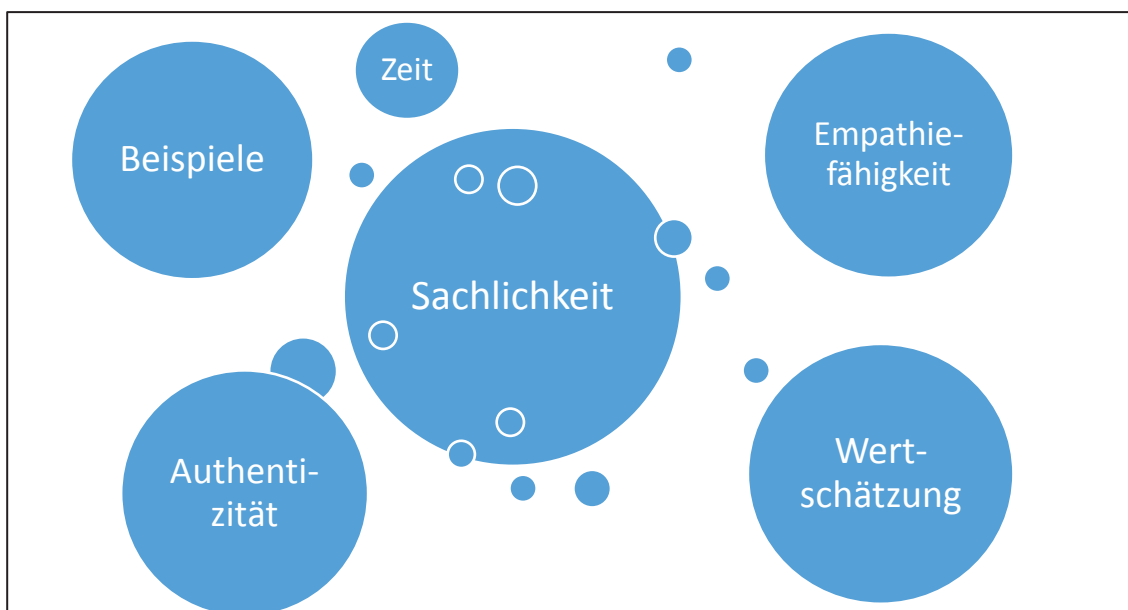 Zeit
Beispiele
Empathie-
fähigkeit
Sachlichkeit
Authenti-
zität
Wert-
schätzung